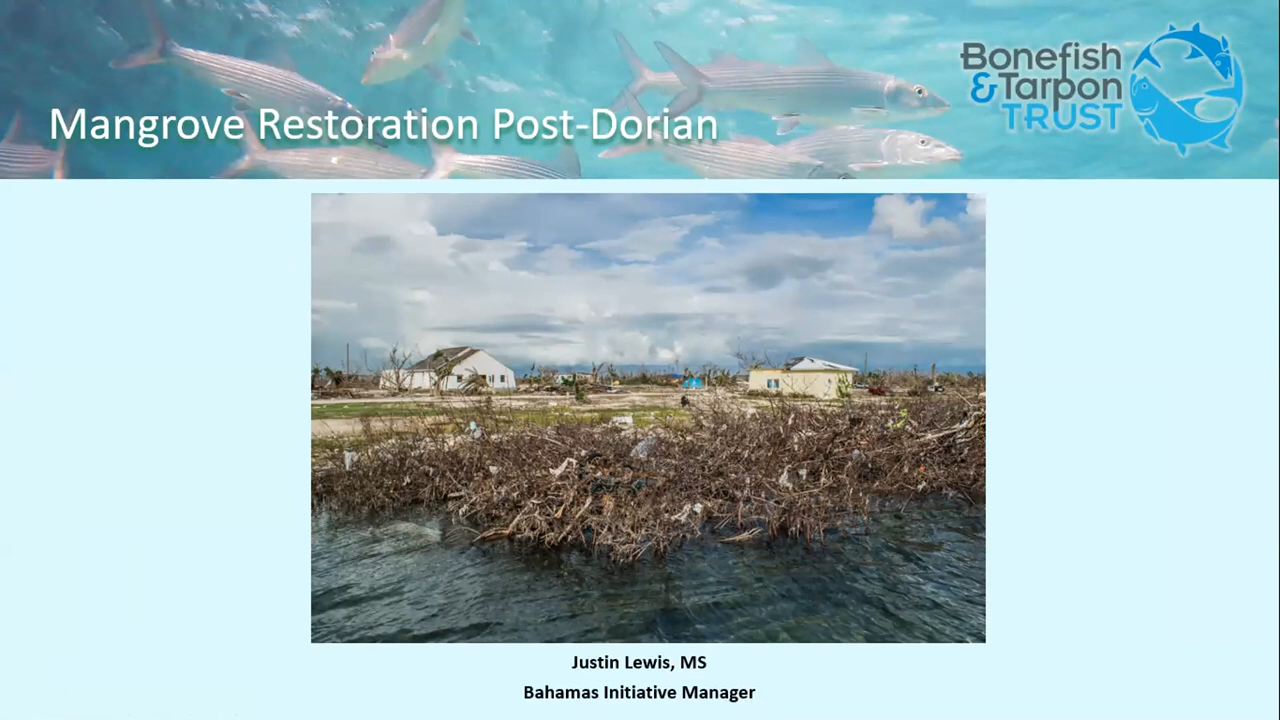 Mangrove Restoration Post-Dorian
Bonefish
& Tarpon
TRUST
Justin Lewis, MS
Bahamas Initiative Manager